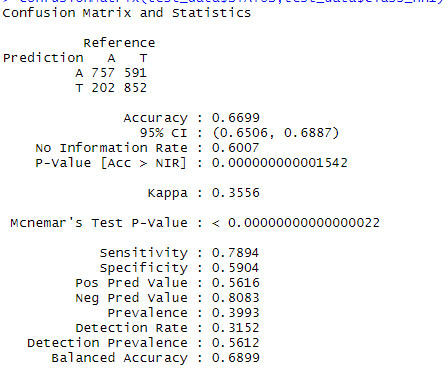 Confusion Matrix and Statistics
Reference
Prediction A T
A 757 591
T 202 852
Accuracy : 0.6699
95% CI : (0.6506, 0.6887)
No Information Rate : 0.6007
P-Value [Acc > NIR] : 0.000000000001542
Kappa : 0.3556
Mcnemar's Test P-Value : < 0.00000000000000022
Sensitivity : 0.7894
Specificity : 0.5904
Pos Pred Value : 0.5616
Neg Pred Value : 0.8083
Prevalence : 0.3993
Detection Rate : 0.3152
Detection Prevalence : 0.5612
Balanced Accuracy : 0.6899